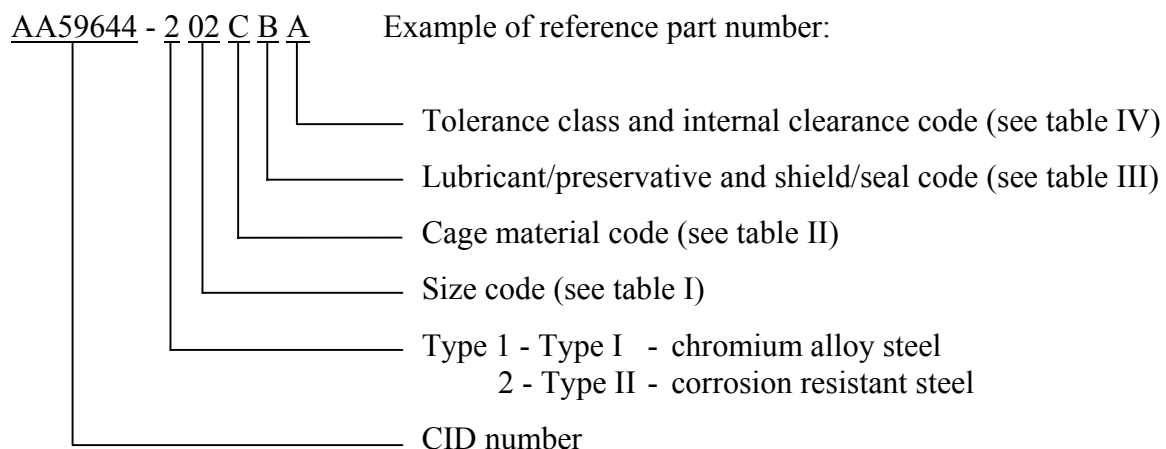 AA59644 - 2 02 C B A Example of reference part number:
Tolerance class and internal clearance code (see table IV)
Lubricant/preservative and shield/seal code (see table III)
Cage material code (see table II)
Size code (see table I)
Type 1 - Type I - chromium alloy steel
2 - Type II - corrosion resistant steel
CID number